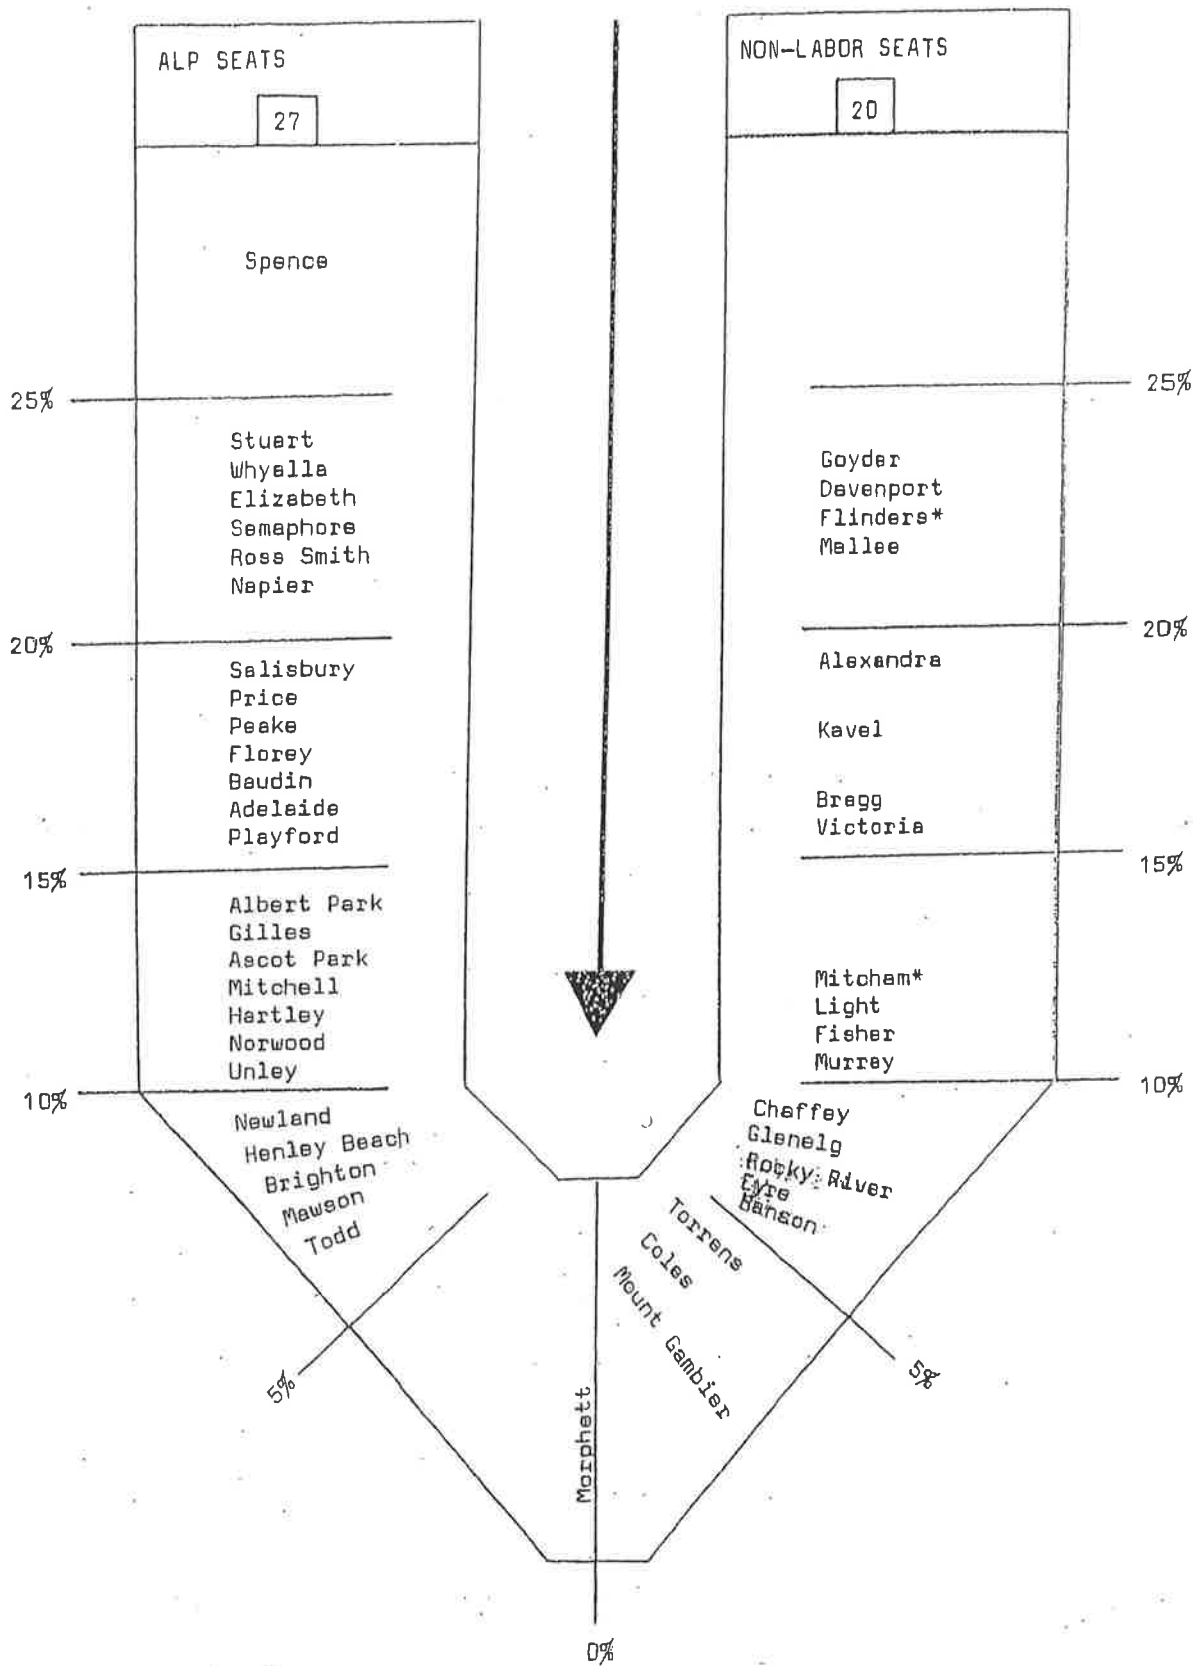 ALP SEATS
27
Spence
25%
Stuart
Whyalla
Elizabeth
Semaphore
Ross Smith
Napier
20%
Salisbury
Price
Peake
Florey
Baudin
Adelaide
Playford
15%
Albert Park
Gilles
Ascot Park
Mitchell
Hartley
Norwood
Unley
10%
Newland
Henley Beach
Brighton
Mawson
Todd
5%
Morphett
0%
NON-LABOR SEATS
20
25%
Goyder
Davenport
Flinders*
Mallee
20%
Alexandra
Kavel
Bragg
Victoria
15%
Mitcham*
Light
Fisher
Murray
10%
Chaffey
Glenelg
Rocky River
Eyre
Hanson
5%
Torrens
Coles
Mount Gambier